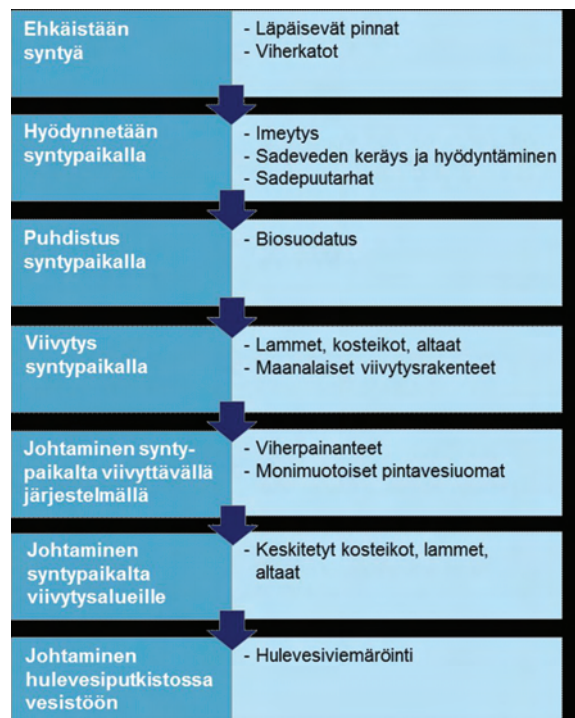 Ehkäistään
syntyä
- Läpäisevät pinnat
- Viherkatot
Hyödynnetään
syntypaikalla
- Imeytys
- Sadeveden keräys ja hyödyntäminen
- Sadepuutarhat
Puhdistus
syntypaikalla
- Biosuodatus
Viivytys
syntypaikalla
- Lammet, kosteikot, altaat
- Maanalaiset viivytysrakenteet
Johtaminen synty-
paikalta viivyttävällä
järjestelmällä
- Viherpainanteet
- Monimuotoiset pintavesiuomat
Johtaminen
syntypaikalta
viivytysalueille
- Keskitetyt kosteikot, lammet,
altaat
Johtaminen
hulevesiputkistossa
vesistöön
- Hulevesiviemäröinti